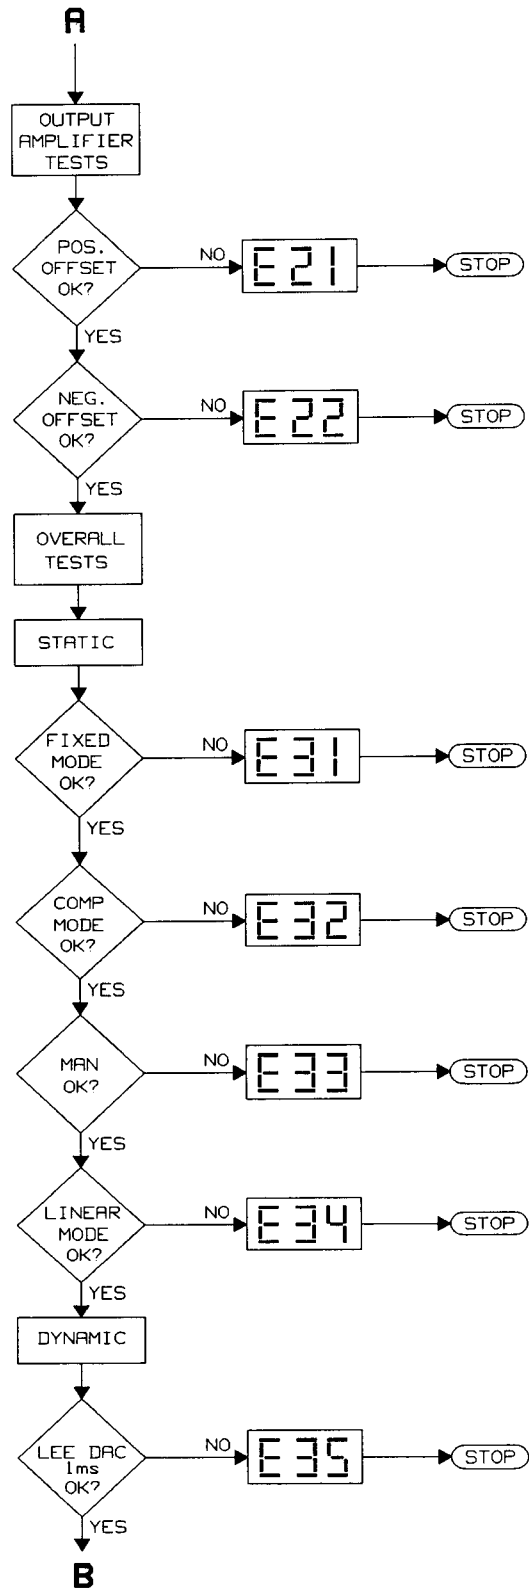 A
OUTPUT
AMPLIFIER
TESTS
POS.
OFFSET
OK?
NO
E21
STOP
YES
NEG.
OFFSET
OK?
NO
E22
STOP
YES
OVERALL
TESTS
STATIC
FIXED
MODE
OK?
NO
E31
STOP
YES
COMP
MODE
OK?
NO
E32
STOP
YES
MAN
OK?
NO
E33
STOP
YES
LINEAR
MODE
OK?
NO
E34
STOP
YES
DYNAMIC
LEE DAC
1ms
OK?
NO
E35
STOP
YES
B